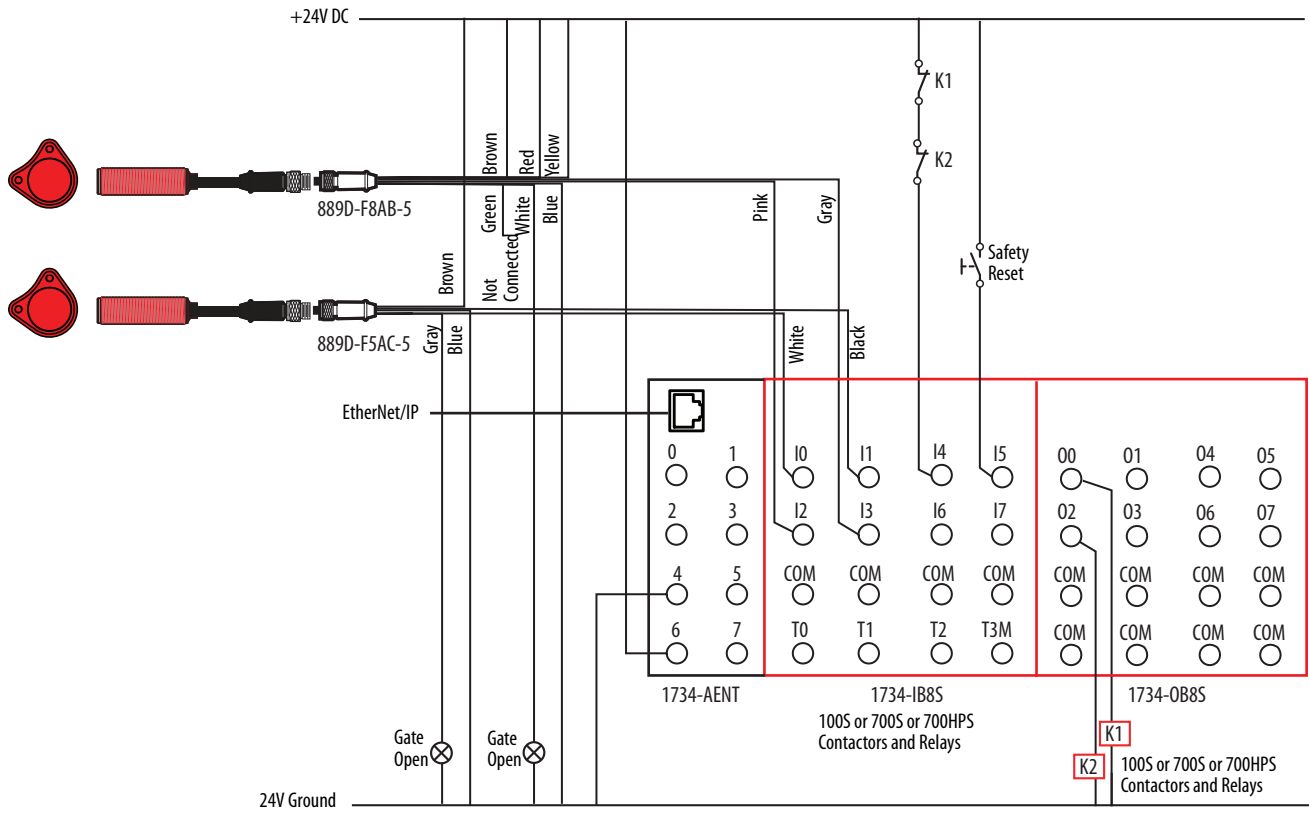 +24V DC
K1
K2
Brown
Red
Yellow
889D-F8AB-5
Green
White
Blue
Pink
Gray
Not
Connected
Safety
Reset
Brown
889D-F5AC-5
Gray
Blue
White
Black
EtherNet/IP
0 1 I0 I1 I4 I5 O0 O1 O4 O5
2 3 I2 I3 I6 I7 O2 O3 O6 O7
4 5 COM COM COM COM COM COM COM COM
6 7 T0 T1 T2 T3M COM COM COM COM
1734-AENT
1734-IB8S
1734-OB8S
100S or 700S or 700HPS
Contactors and Relays
Gate
Open
Gate
Open
K1
K2
100S or 700S or 700HPS
Contactors and Relays
24V Ground